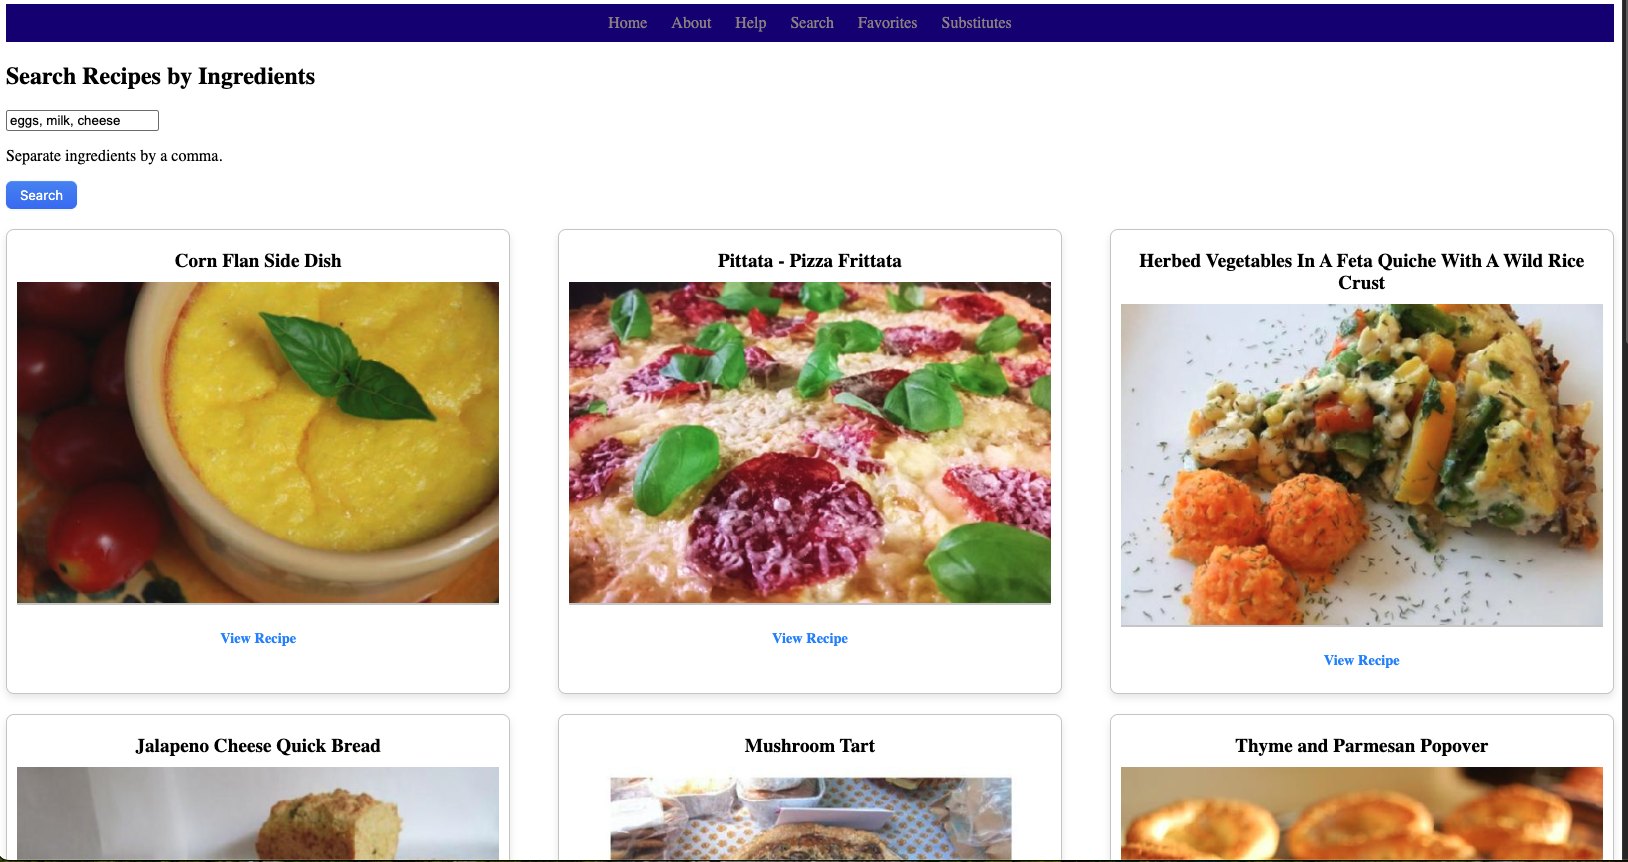 Home About Help Search Favorites Substitutes
Search Recipes by Ingredients
eggs, milk, cheese
Separate ingredients by a comma.
Search
Corn Flan Side Dish
View Recipe
Pittata - Pizza Frittata
View Recipe
Herbed Vegetables In A Feta Quiche With A Wild Rice
Crust
View Recipe
Jalapeno Cheese Quick Bread
Mushroom Tart
Thyme and Parmesan Popover